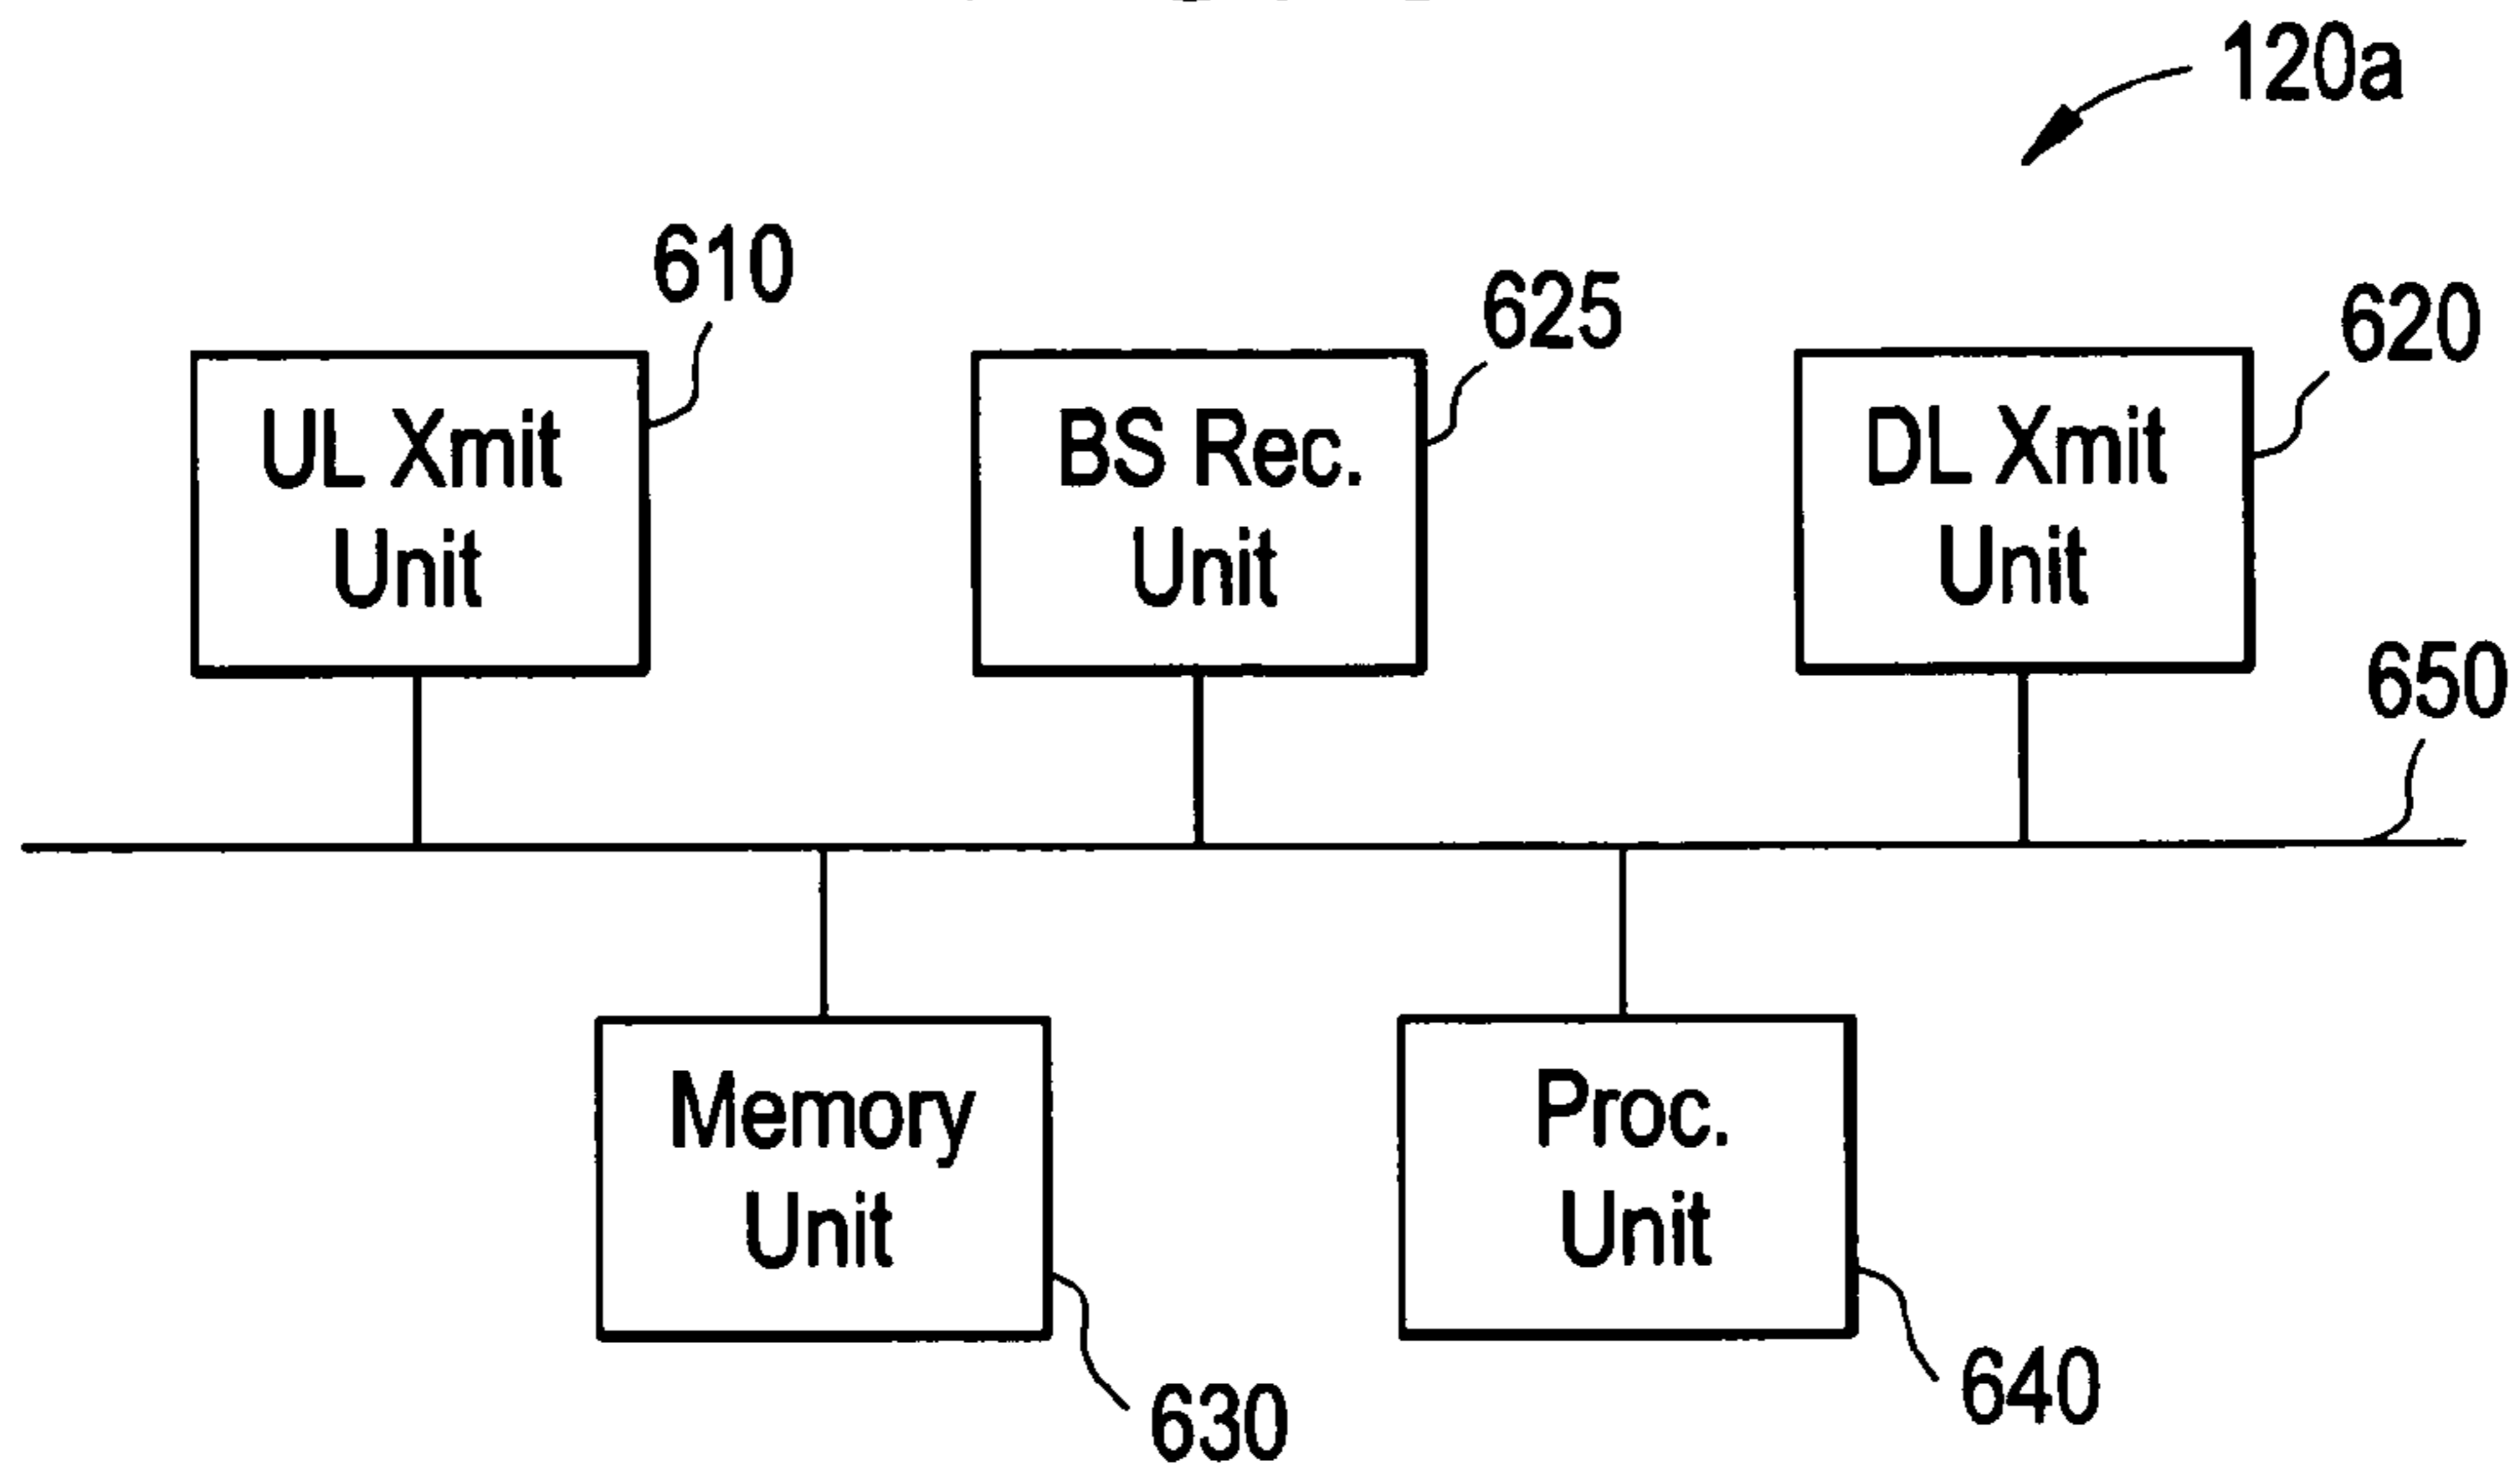 120a
610
625
620
UL Xmit
Unit
BS Rec.
Unit
DL Xmit
Unit
650
Memory
Unit
Proc.
Unit
630
640